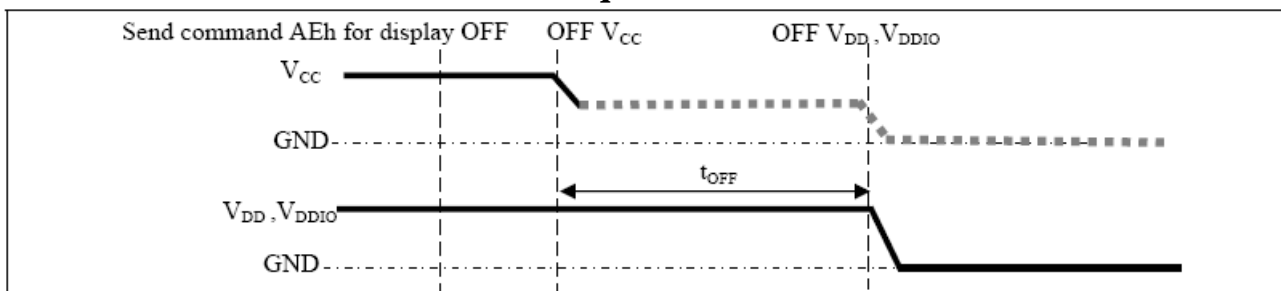 Send command AEh for display OFF OFF VCC OFF VDD ,VDDIO
VCC
GND
tOFF
VDD ,VDDIO
GND